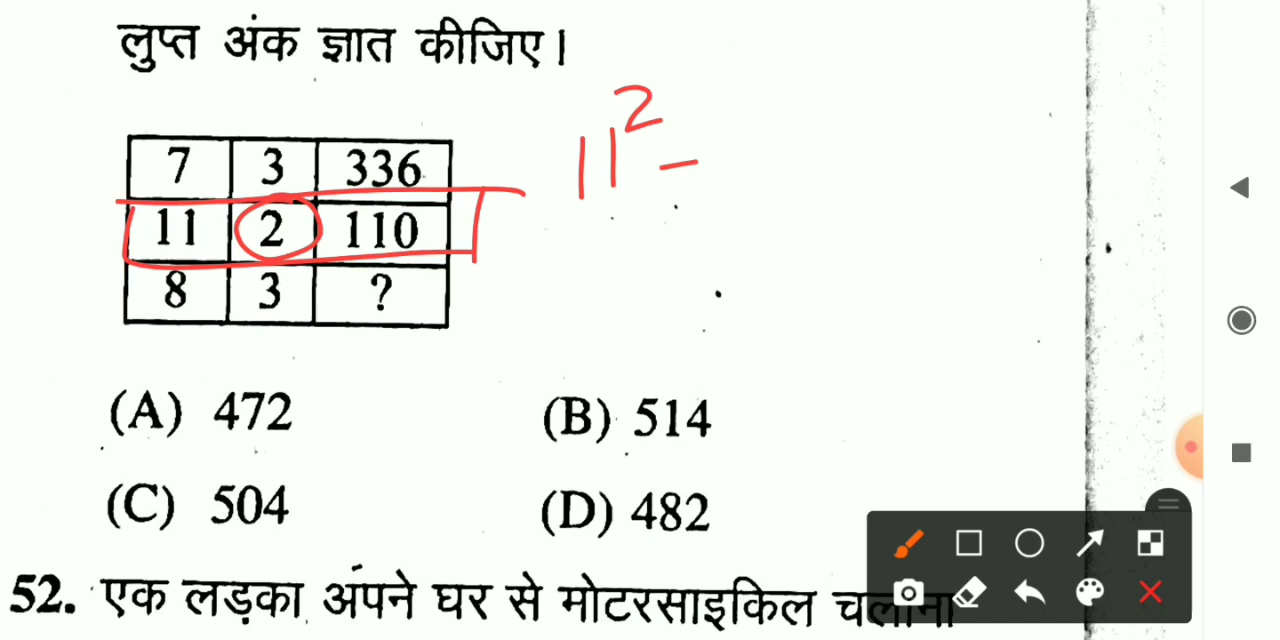 लुप्त अंक ज्ञात कीजिए।
11² –
7 3 336
11 2 110
8 3 ?
(A) 472 (B) 514
(C) 504 (D) 482
52. एक लड़का अपने घर से मोटरसाइकिल चलाना